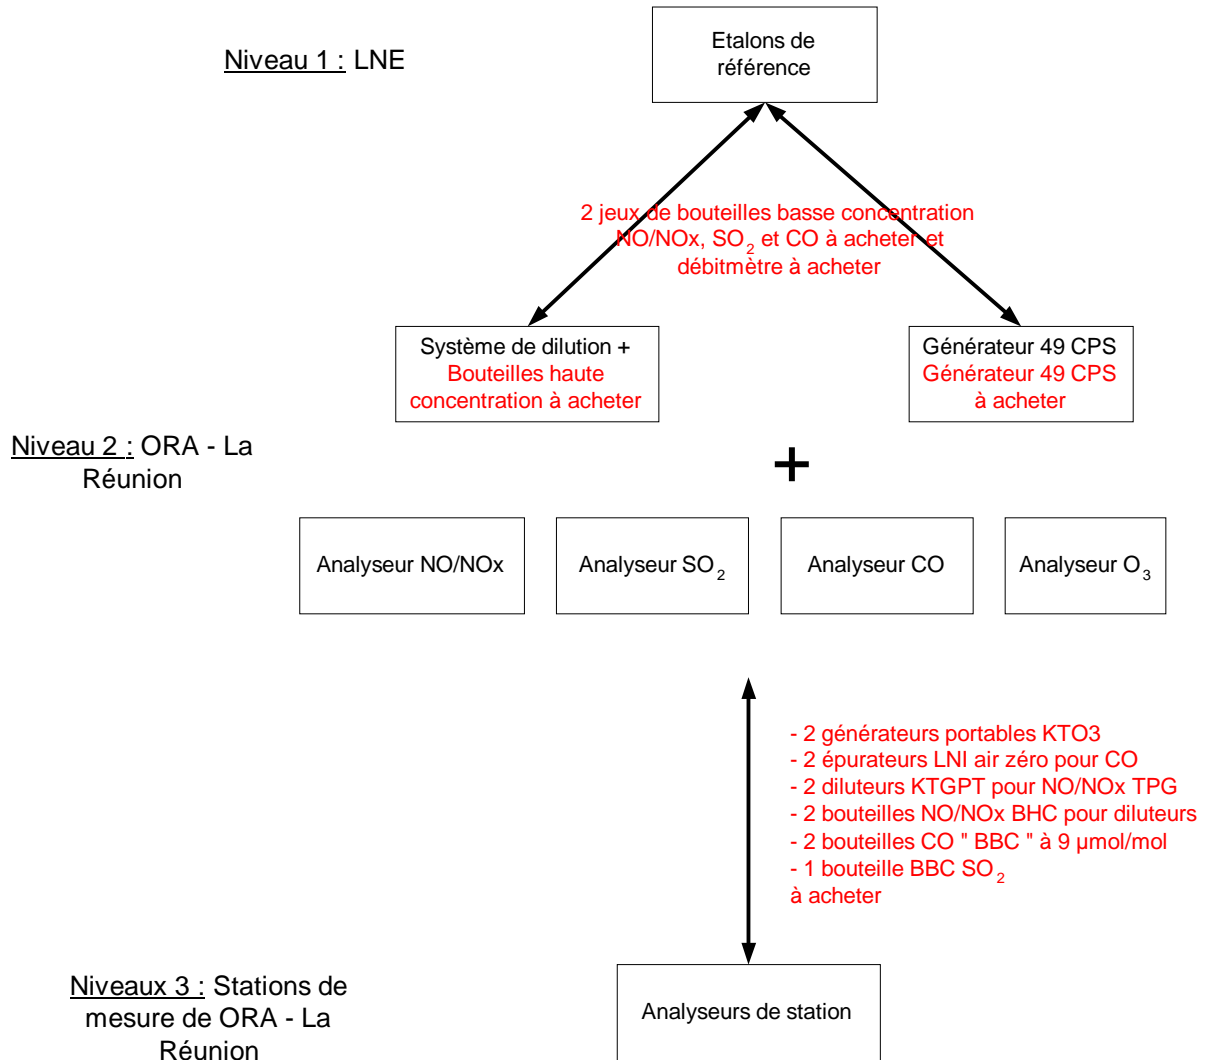 Niveau 1 : LNE
Etalons de
référence
2 jeux de bouteilles basse concentration
NO/NOx, SO2 et CO à acheter et
débitmètre à acheter
Système de dilution +
Bouteilles haute
concentration à acheter
Générateur 49 CPS
Générateur 49 CPS
à acheter
Niveau 2 : ORA - La
Réunion
+
Analyseur NO/NOx
Analyseur SO2
Analyseur CO
Analyseur O3
- 2 générateurs portables KTO3
- 2 épurateurs LNI air zéro pour CO
- 2 diluteurs KTGPT pour NO/NOx TPG
- 2 bouteilles NO/NOx BHC pour diluteurs
- 2 bouteilles CO " BBC " à 9 µmol/mol
- 1 bouteille BBC SO2
à acheter
Niveaux 3 : Stations de
mesure de ORA - La
Réunion
Analyseurs de station